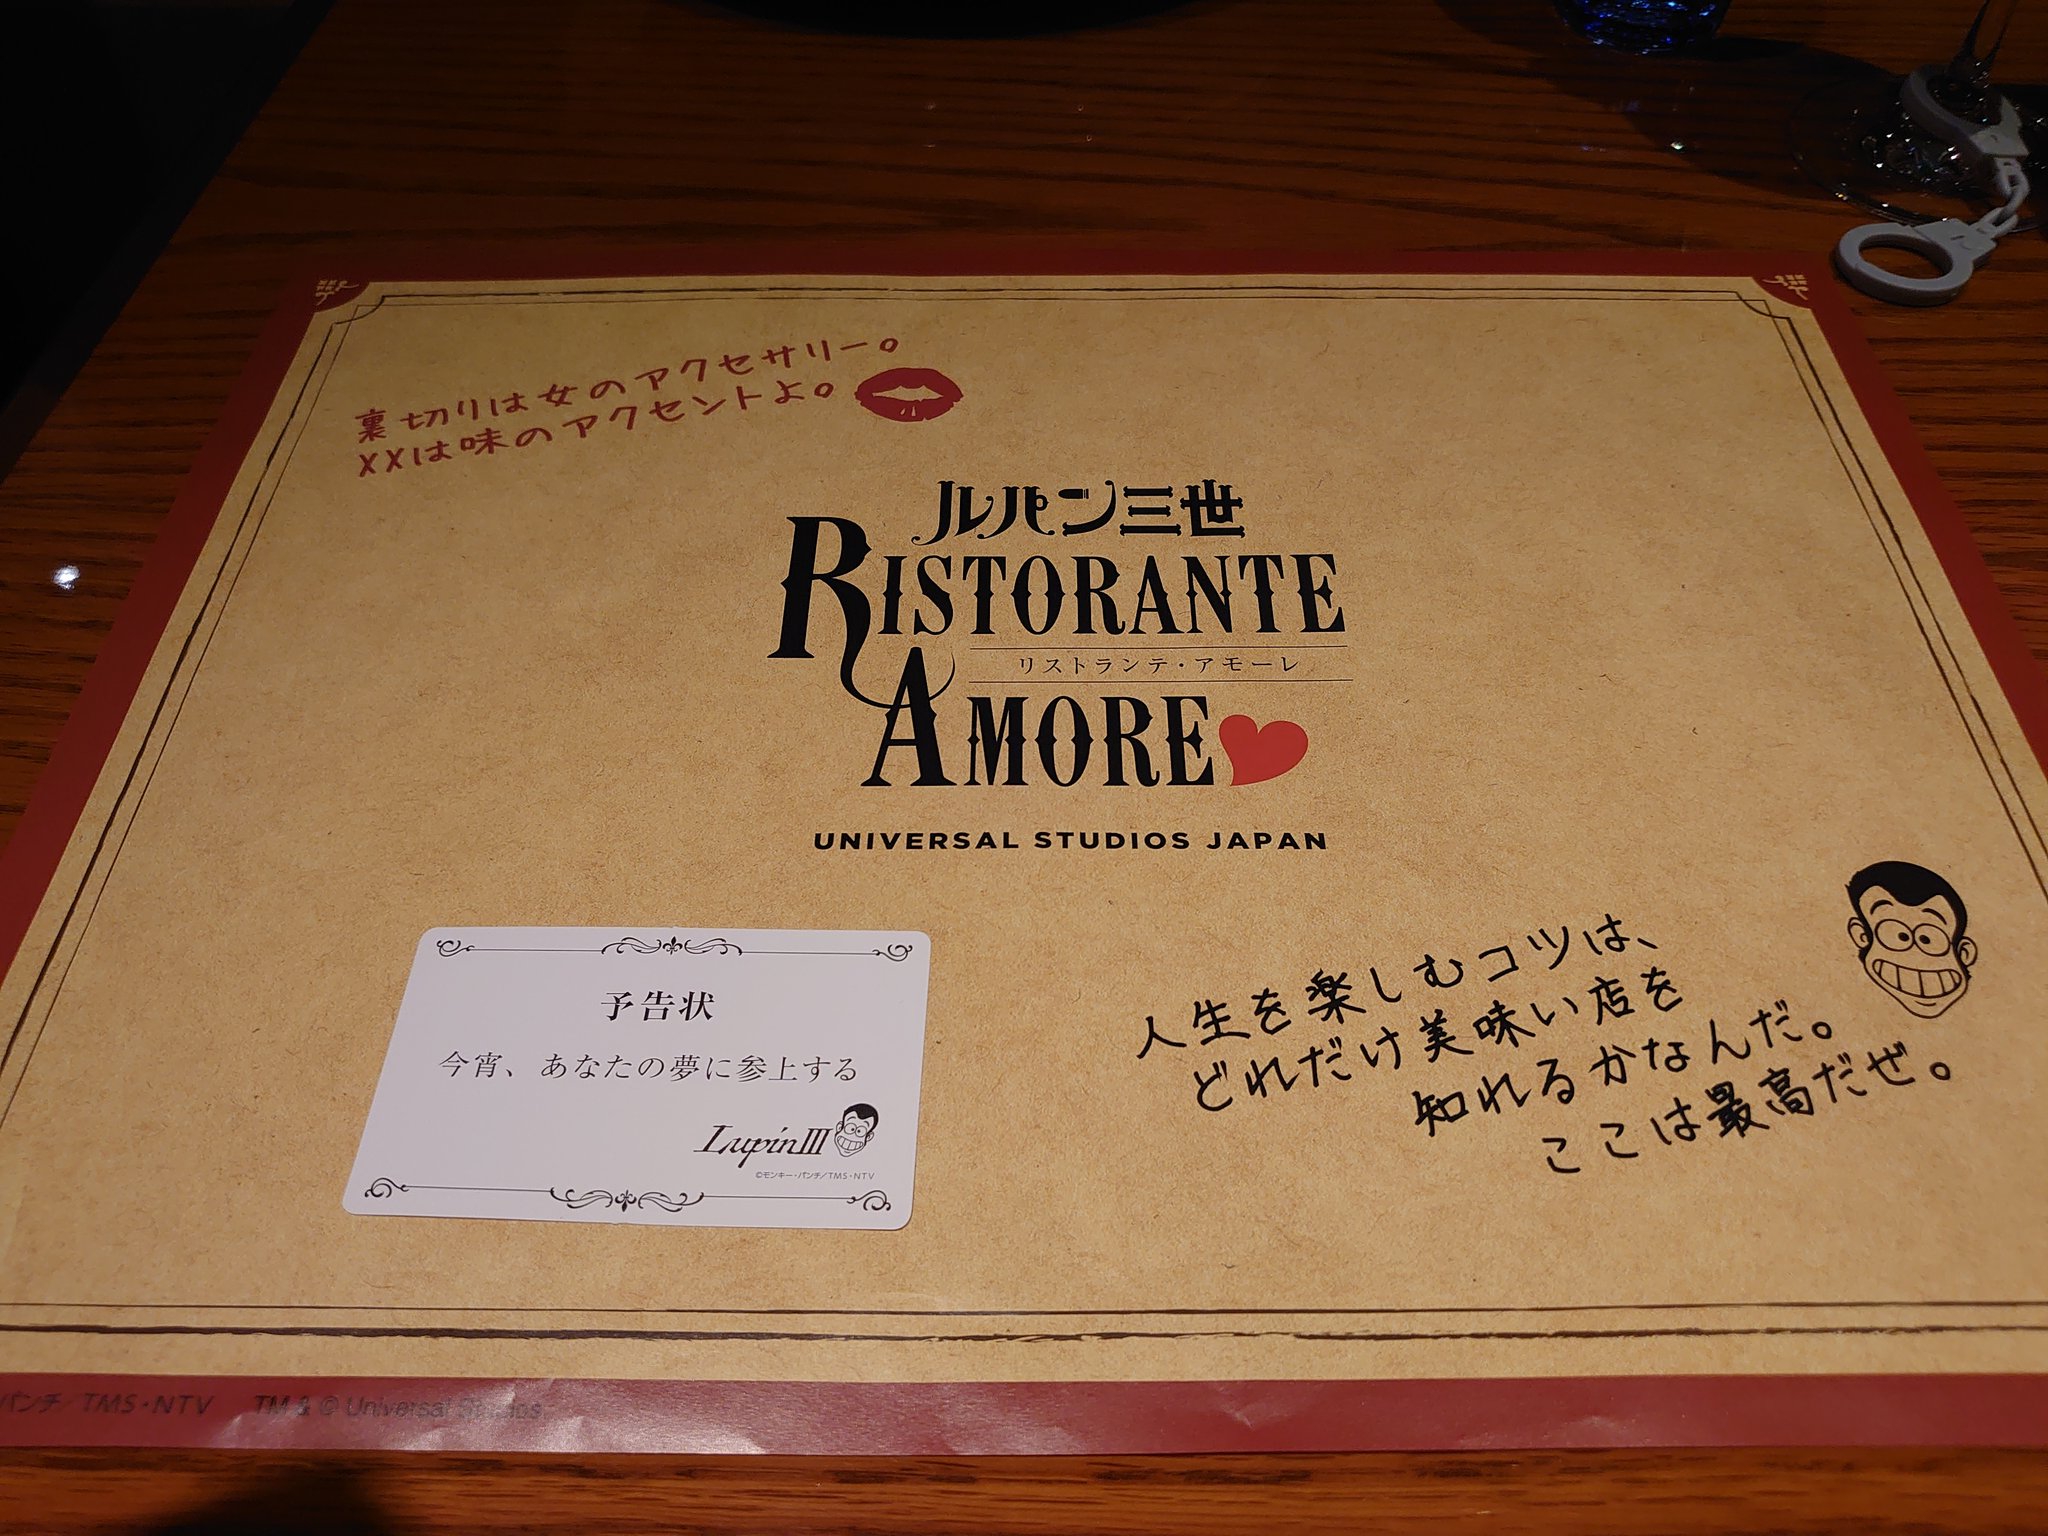 裏切りは女のアクセサリー。
XXは味のアクセントよ。
ルパン三世
RISTORANTE
リストランテ・アモーレ
AMORE
UNIVERSAL STUDIOS JAPAN
予告状
今宵、あなたの夢に参上する
Lupin III
©モンキー・パンチ/TMS・NTV
人生を楽しむコツは、
どれだけ美味い店を
知れるかなんだ。
ここは最高だぜ。
パンチ/TMS・NTV TM & © Universal Studios.